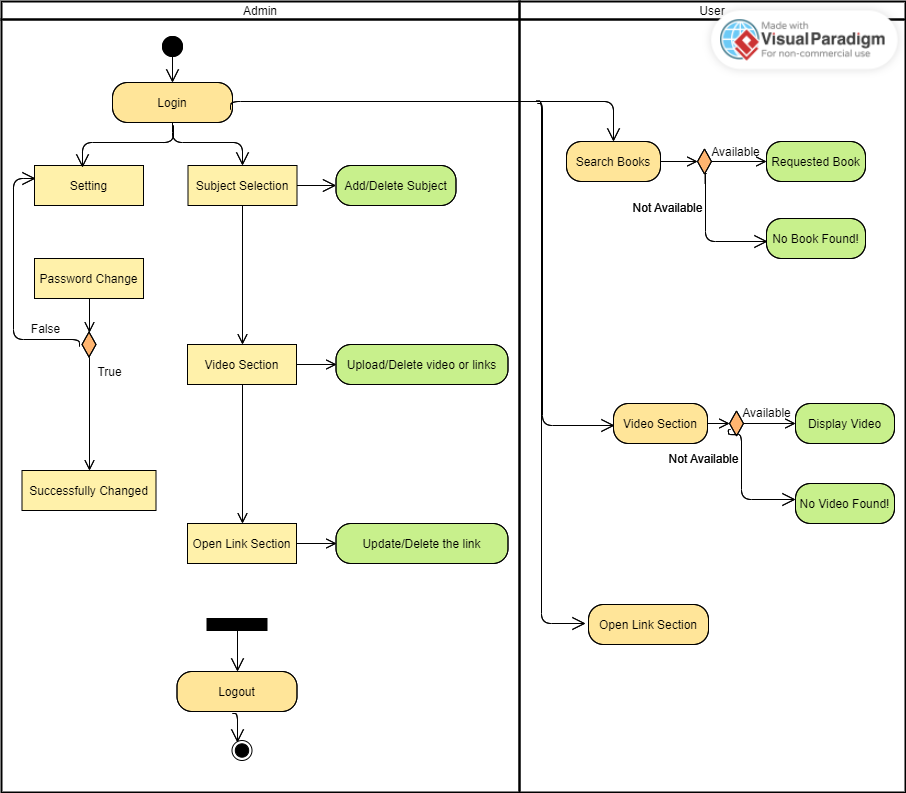 Admin
User
Made with
VisualParadigm
For non-commercial use
Login
Setting
Subject Selection
Add/Delete Subject
Search Books
Available
Requested Book
Not Available
No Book Found!
Password Change
False
True
Video Section
Upload/Delete video or links
Video Section
Available
Display Video
Not Available
No Video Found!
Successfully Changed
Open Link Section
Update/Delete the link
Open Link Section
Logout